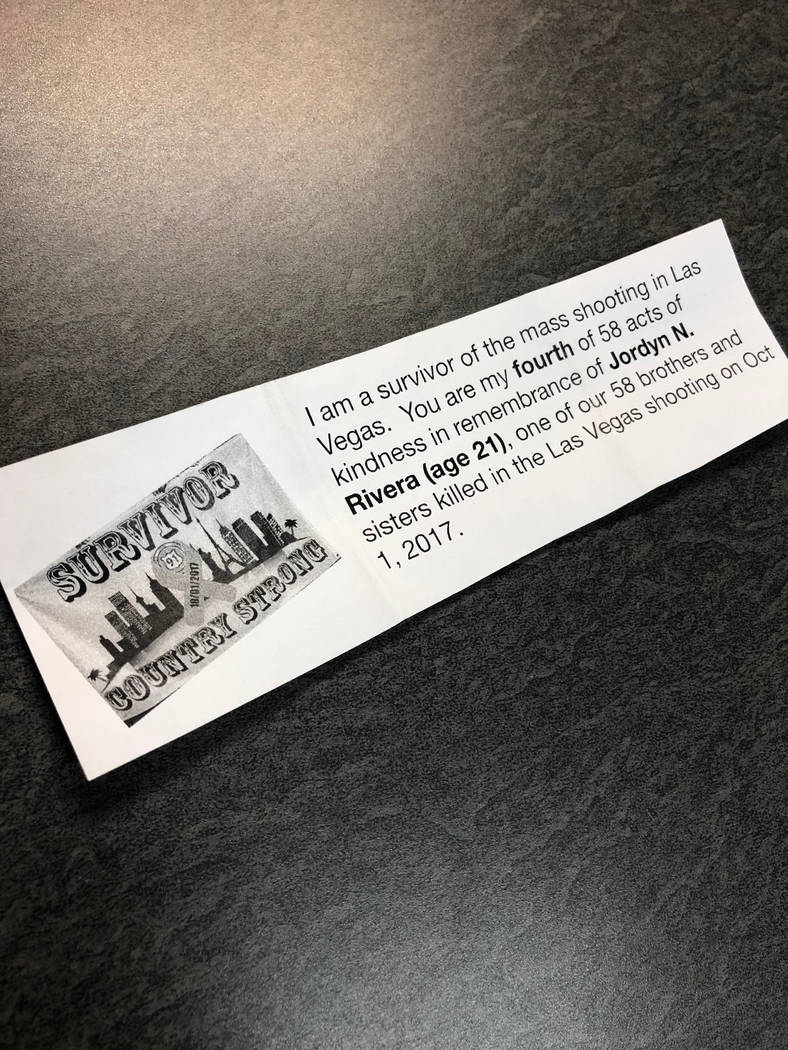 SURVIVOR
91
10/01/2017
COUNTRY STRONG
I am a survivor of the mass shooting in Las
Vegas.  You are my fourth of 58 acts of
kindness in remembrance of Jordyn N.
Rivera (age 21), one of our 58 brothers and
sisters killed in the Las Vegas shooting on Oct
1, 2017.